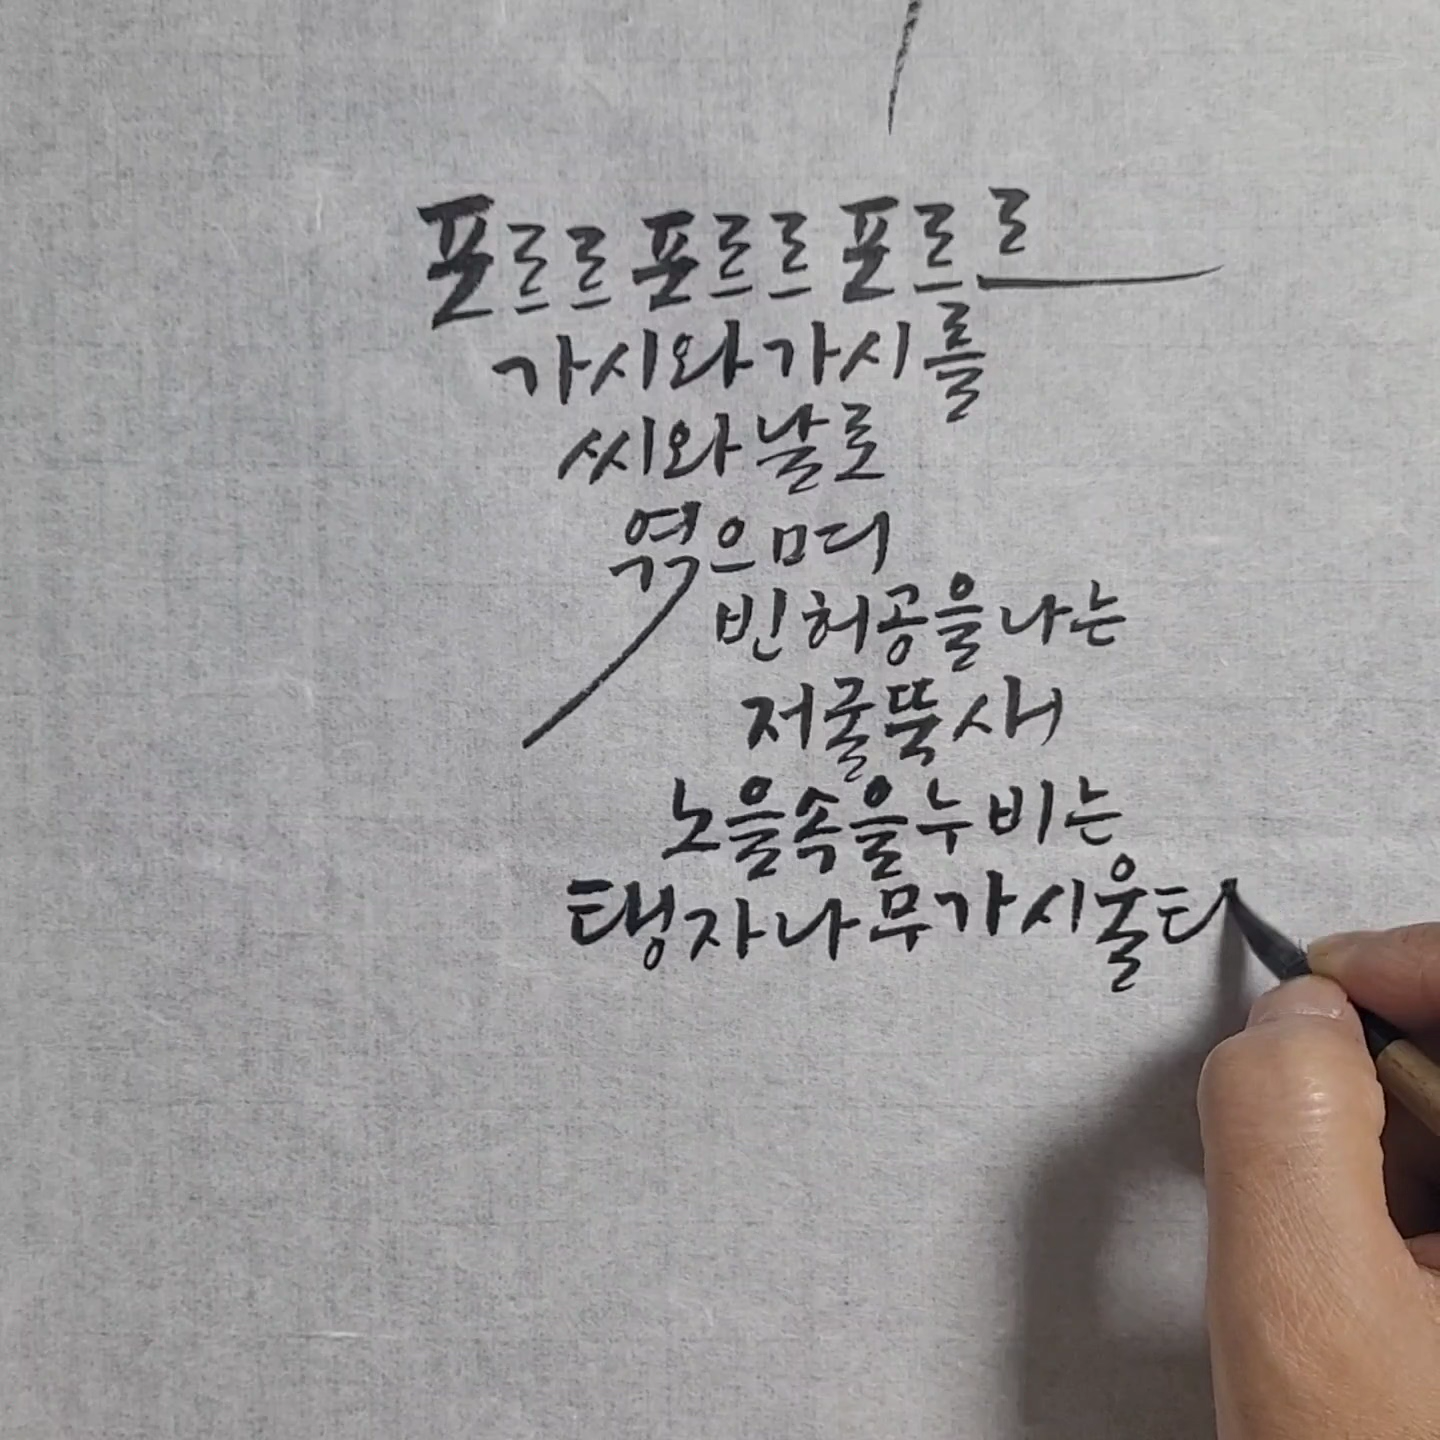 포르르 포르르 포르르
가시와 가시를
씨와 날로
엮으며
빈 허공을 나는
저 굴뚝새
노을 속을 누비는
탱자나무 가시 울타